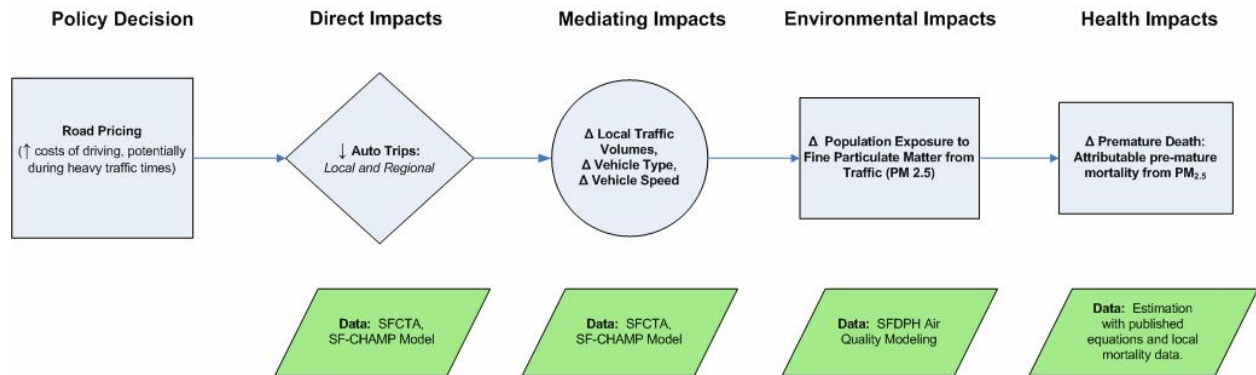 Policy Decision
Direct Impacts
Mediating Impacts
Environmental Impacts
Health Impacts
Road Pricing
(↑ costs of driving, potentially
during heavy traffic times)
↓ Auto Trips:
Local and Regional
Δ Local Traffic
Volumes,
Δ Vehicle Type,
Δ Vehicle Speed
Δ Population Exposure to
Fine Particulate Matter from
Traffic (PM 2.5)
Δ Premature Death:
Attributable pre-mature
mortality from PM2.5
Data: SFCTA,
SF-CHAMP Model
Data: SFCTA,
SF-CHAMP Model
Data: SFDPH Air
Quality Modeling
Data: Estimation
with published
equations and local
mortality data.